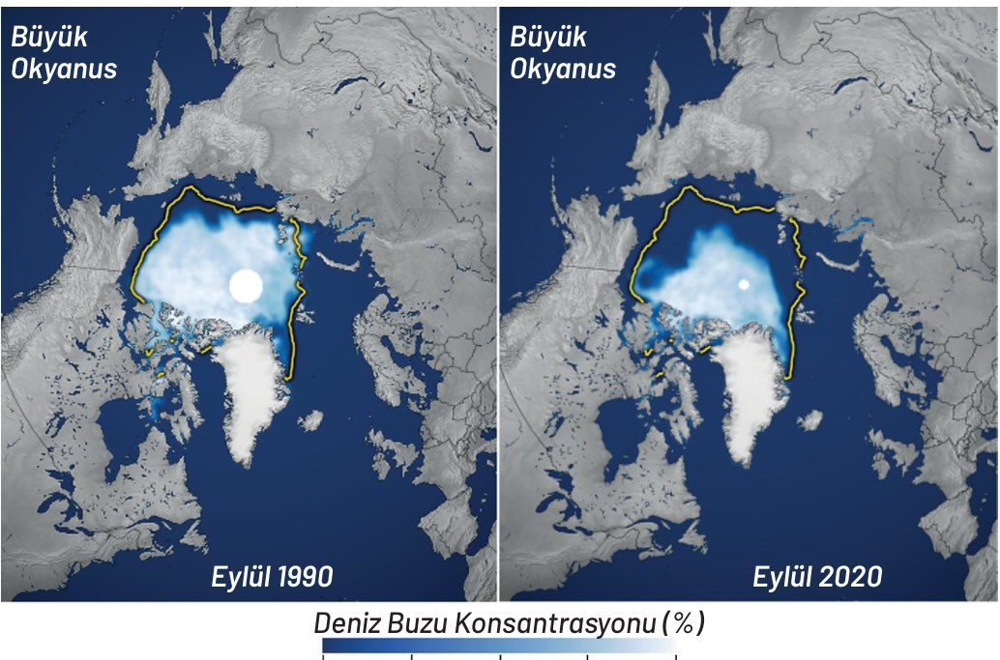 Büyük
Okyanus
Büyük
Okyanus
Eylül 1990
Eylül 2020
Deniz Buzu Konsantrasyonu (%)